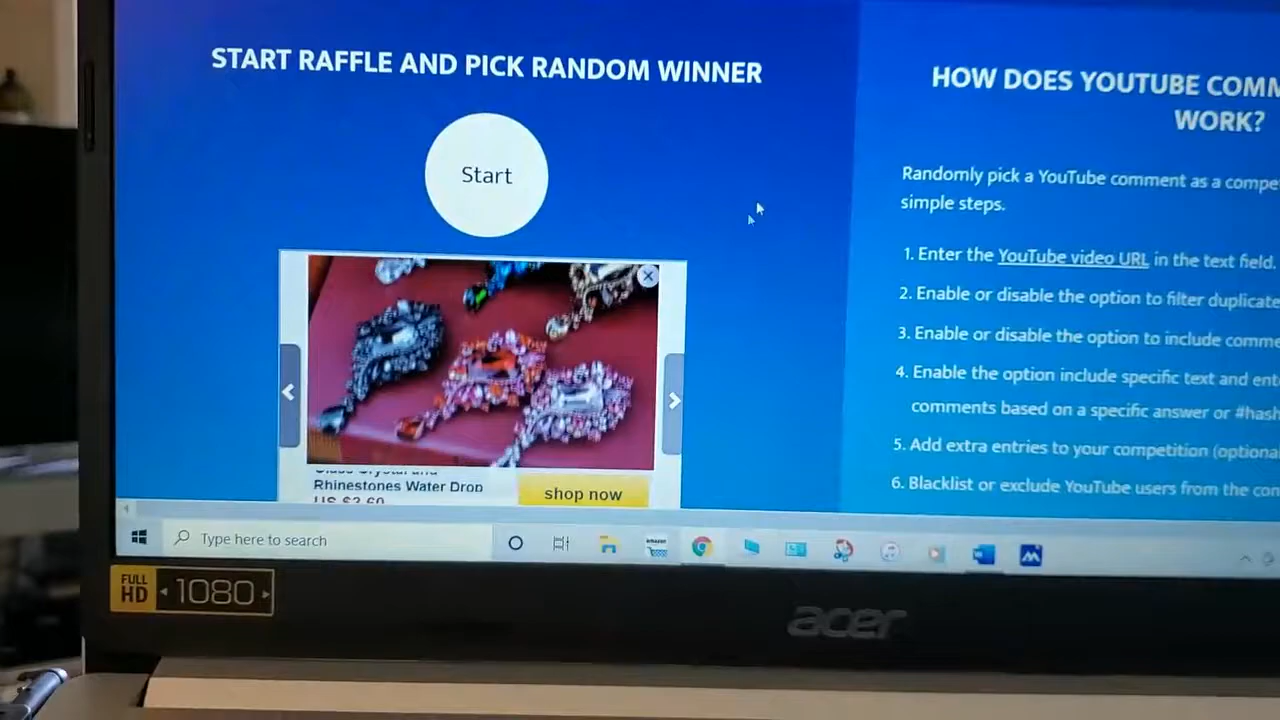 START RAFFLE AND PICK RANDOM WINNER
Start
Rhinestones Water Drop
US $2.60
shop now
HOW DOES YOUTUBE COMM
WORK?
Randomly pick a YouTube comment as a compe
simple steps.
1. Enter the YouTube video URL in the text field.
2. Enable or disable the option to filter duplicate
3. Enable or disable the option to include comme
4. Enable the option include specific text and ent
comments based on a specific answer or #hash
5. Add extra entries to your competition (optiona
6. Blacklist or exclude YouTube users from the con
Type here to search
amazon
FULL HD
1080
acer